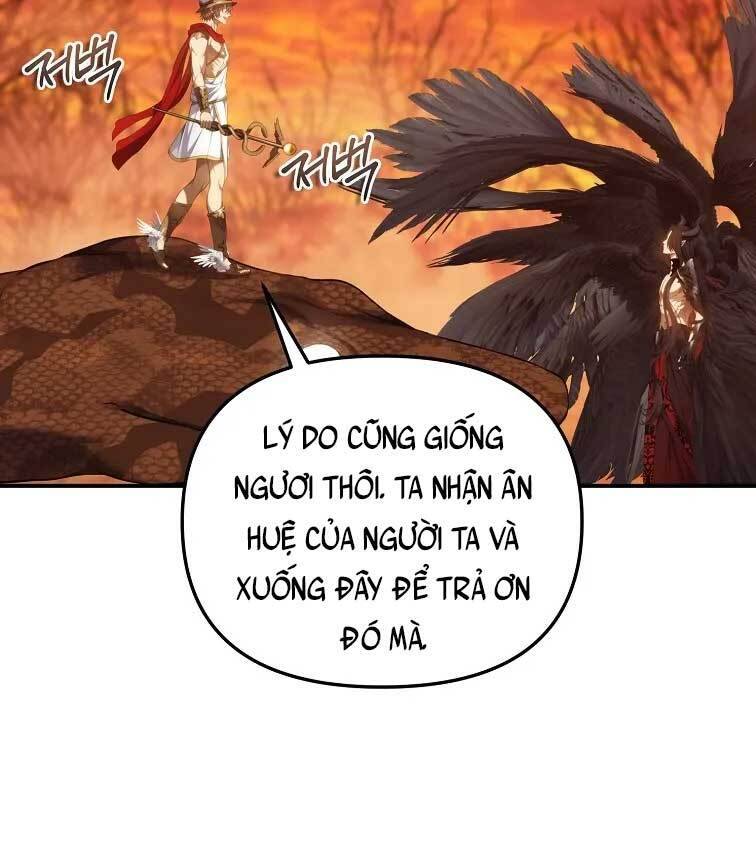 저벅
저벅
LÝ DO CŨNG GIỐNG
NGƯƠI THÔI. TA NHẬN ÂN
HUỆ CỦA NGƯỜI TA VÀ
XUỐNG ĐÂY ĐỂ TRẢ ƠN
ĐÓ MÀ.